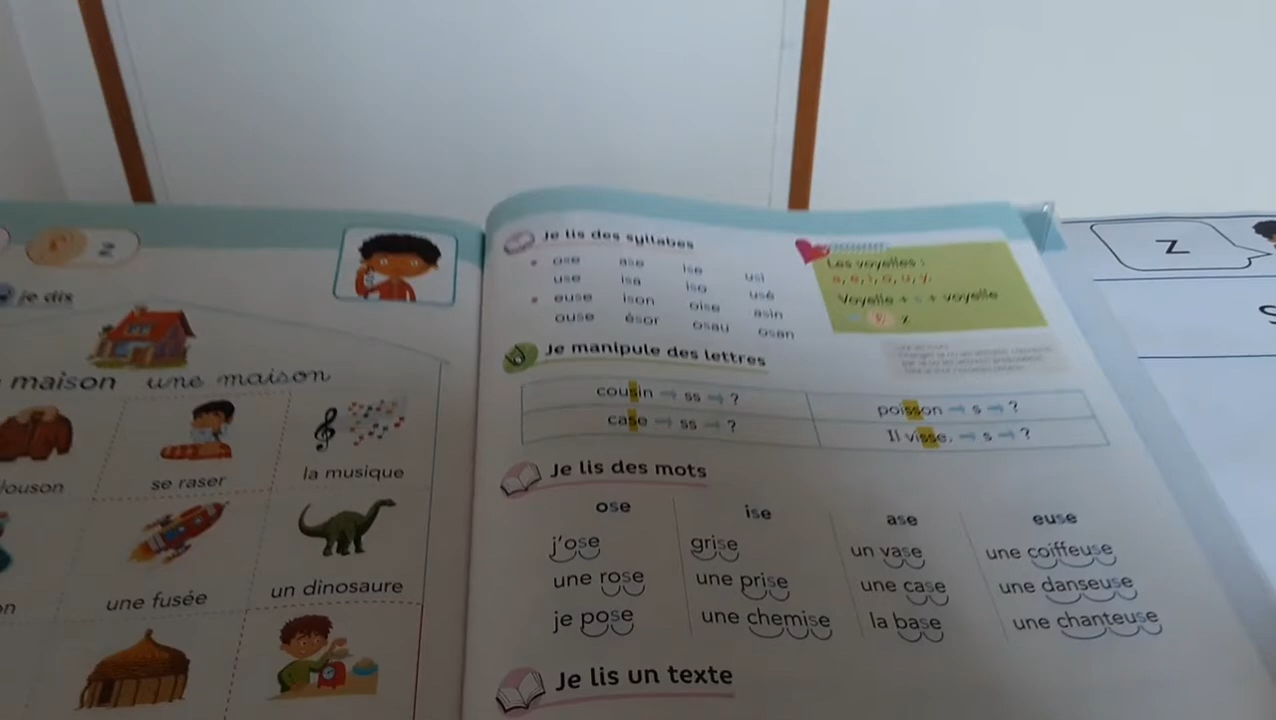 z
je dis
maison une maison
se raser
la musique
une fusée
un dinosaure
Je lis des syllabes
ose ase ise usi
use isa iso usé
euse ison oise asin
ouse ésor osau osan
Les voyelles :
Voyelle + s + voyelle
z
Je manipule des lettres
cousin → ss → ?
poisson → s → ?
case → ss → ?
Il visse. → s → ?
Je lis des mots
ose ise ase euse
j'ose grise un vase une coiffeuse
une rose une prise une case une danseuse
je pose une chemise la base une chanteuse
Je lis un texte
z